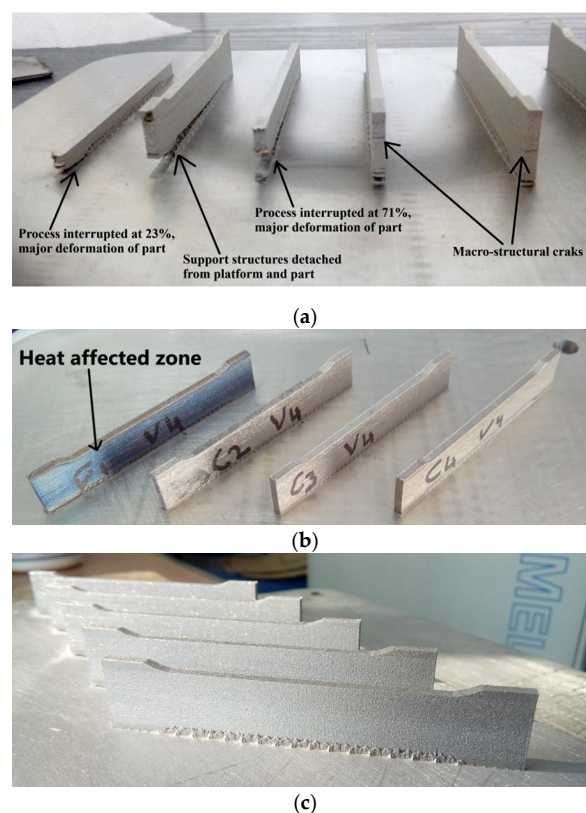 Process interrupted at 23%,
major deformation of part
Support structures detached
from platform and part
Process interrupted at 71%,
major deformation of part
Macro-structural craks
(a)
Heat affected zone
V4
C2 V4
C3 V4
C4 V4
(b)
MEL
(c)